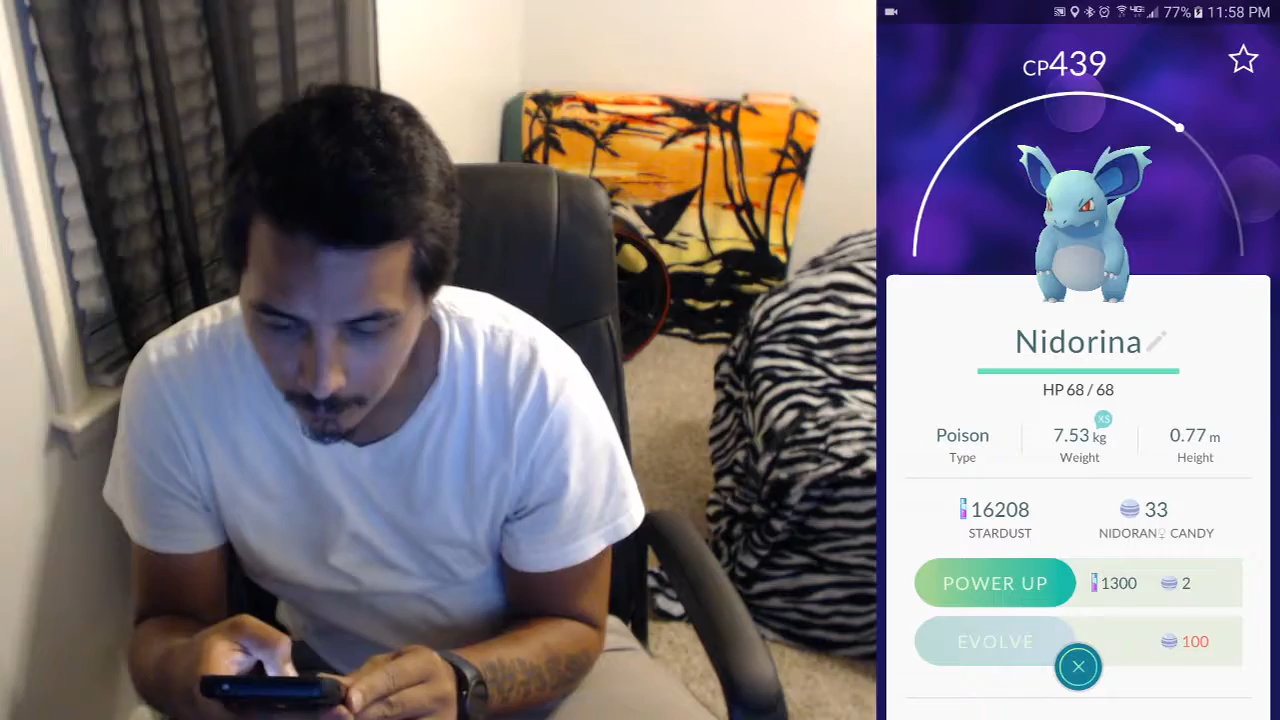 77% 11:58 PM
CP439
Nidorina
HP 68 / 68
XS
Poison 7.53 kg 0.77 m
Type Weight Height
16208 33
STARDUST NIDORAN♀ CANDY
POWER UP 1300 2
EVOLVE 100